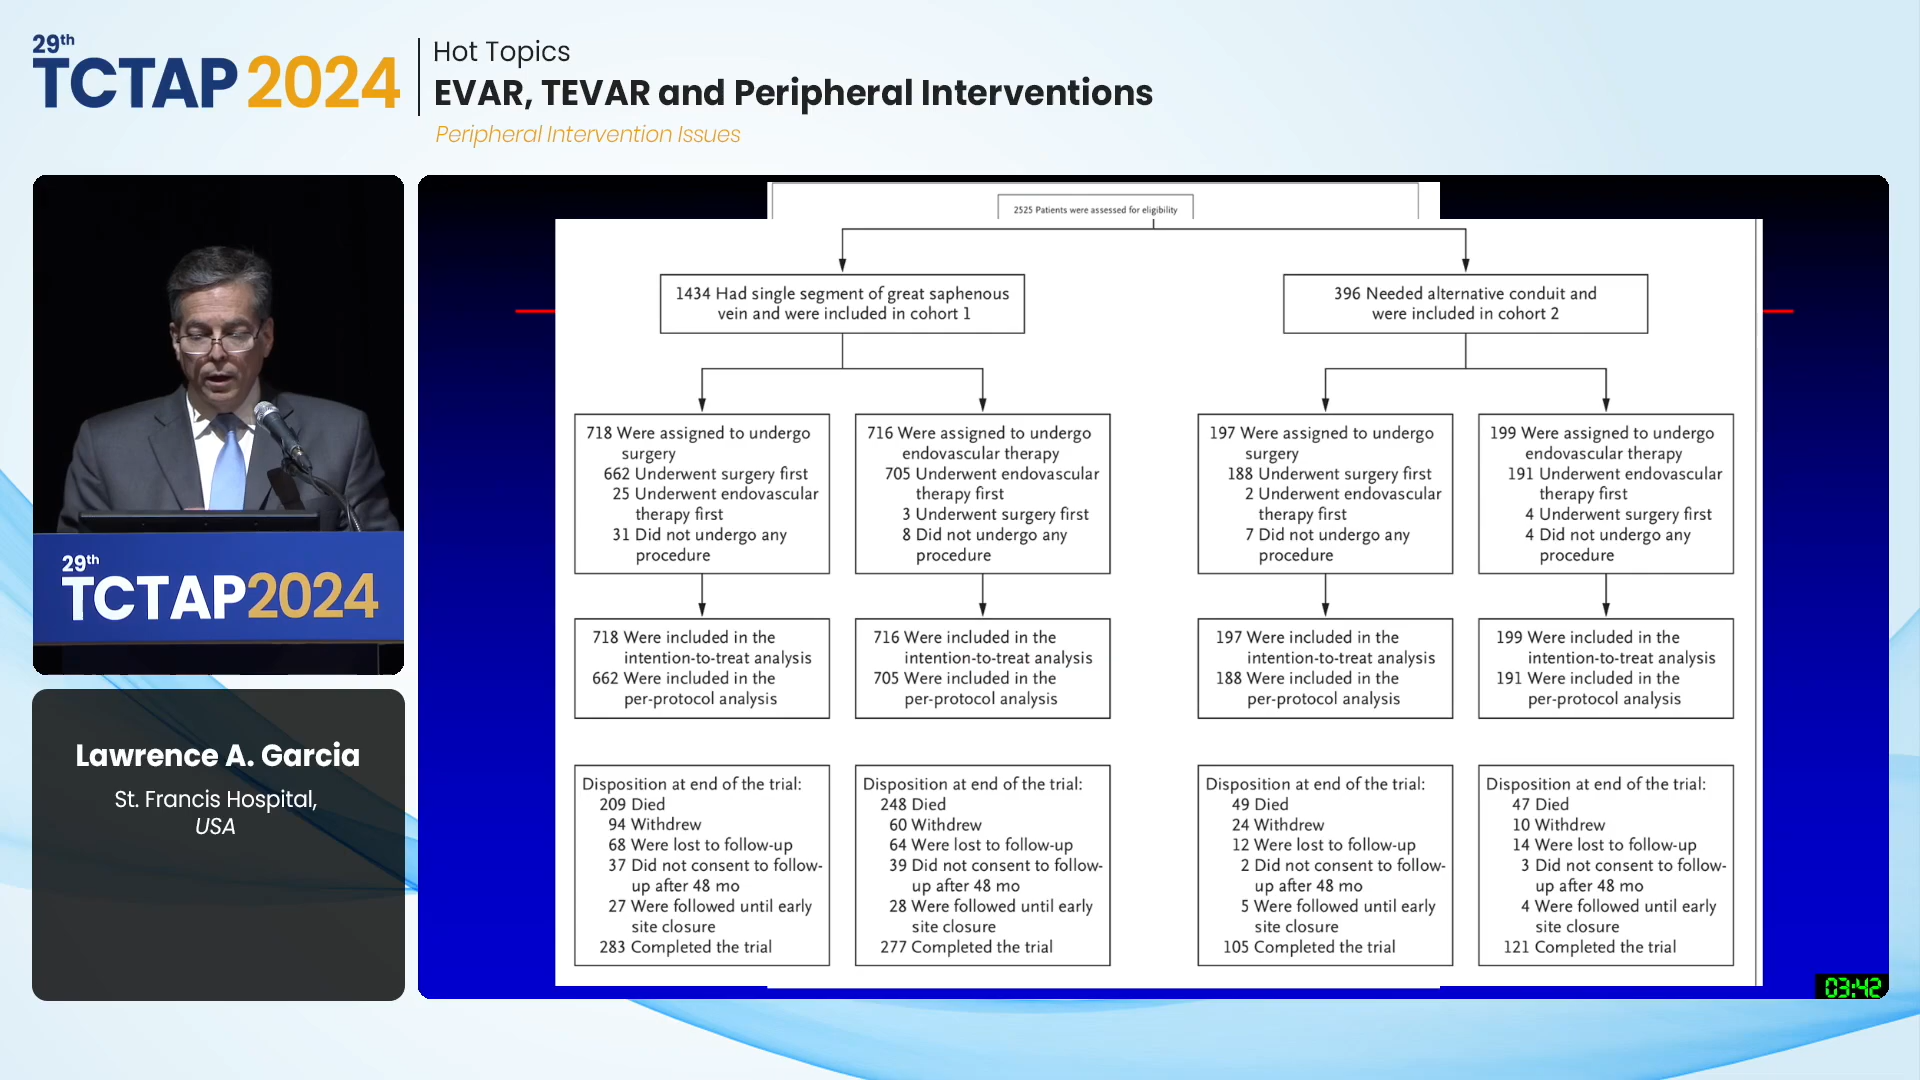 29th
TCTAP 2024
Hot Topics
EVAR, TEVAR and Peripheral Interventions
Peripheral Intervention Issues
29th
TCTAP2024
Lawrence A. Garcia
St. Francis Hospital,
USA
2525 Patients were assessed for eligibility
1434 Had single segment of great saphenous
vein and were included in cohort 1
396 Needed alternative conduit and
were included in cohort 2
718 Were assigned to undergo
surgery
662 Underwent surgery first
25 Underwent endovascular
therapy first
31 Did not undergo any
procedure
716 Were assigned to undergo
endovascular therapy
705 Underwent endovascular
therapy first
3 Underwent surgery first
8 Did not undergo any
procedure
197 Were assigned to undergo
surgery
188 Underwent surgery first
2 Underwent endovascular
therapy first
7 Did not undergo any
procedure
199 Were assigned to undergo
endovascular therapy
191 Underwent endovascular
therapy first
4 Underwent surgery first
4 Did not undergo any
procedure
718 Were included in the
intention-to-treat analysis
662 Were included in the
per-protocol analysis
716 Were included in the
intention-to-treat analysis
705 Were included in the
per-protocol analysis
197 Were included in the
intention-to-treat analysis
188 Were included in the
per-protocol analysis
199 Were included in the
intention-to-treat analysis
191 Were included in the
per-protocol analysis
Disposition at end of the trial:
209 Died
94 Withdrew
68 Were lost to follow-up
37 Did not consent to follow-
up after 48 mo
27 Were followed until early
site closure
283 Completed the trial
Disposition at end of the trial:
248 Died
60 Withdrew
64 Were lost to follow-up
39 Did not consent to follow-
up after 48 mo
28 Were followed until early
site closure
277 Completed the trial
Disposition at end of the trial:
49 Died
24 Withdrew
12 Were lost to follow-up
2 Did not consent to follow-
up after 48 mo
5 Were followed until early
site closure
105 Completed the trial
Disposition at end of the trial:
47 Died
10 Withdrew
14 Were lost to follow-up
3 Did not consent to follow-
up after 48 mo
4 Were followed until early
site closure
121 Completed the trial
03:42